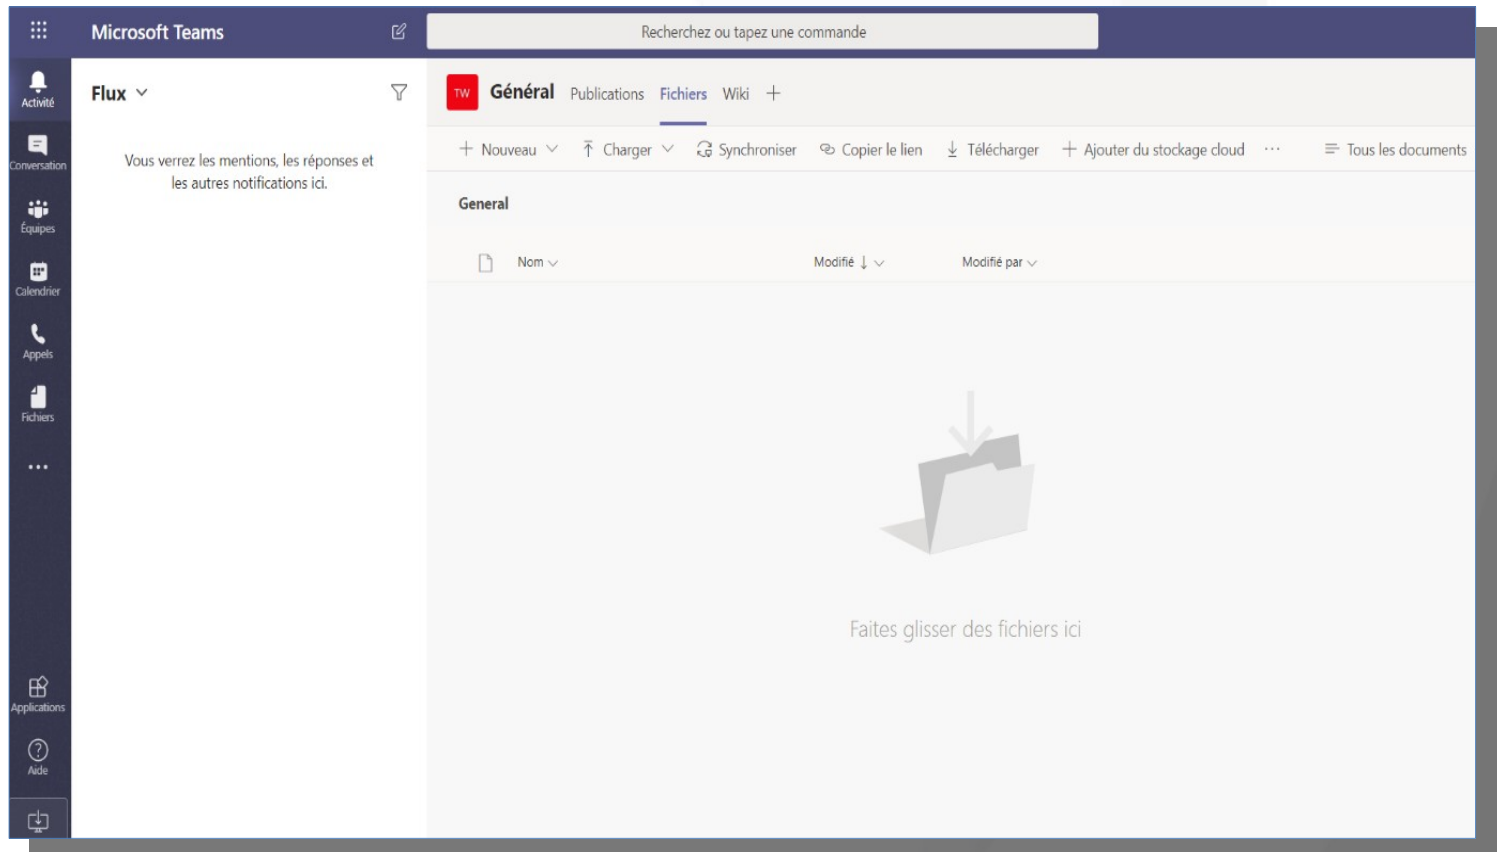 Microsoft Teams
Recherchez ou tapez une commande
Activité
Conversation
Équipes
Calendrier
Appels
Fichiers
Applications
Aide
Flux
Vous verrez les mentions, les réponses et
les autres notifications ici.
TW Général Publications Fichiers Wiki
Nouveau Charger Synchroniser Copier le lien Télécharger Ajouter du stockage cloud Tous les documents
General
Nom Modifié Modifié par
Faites glisser des fichiers ici